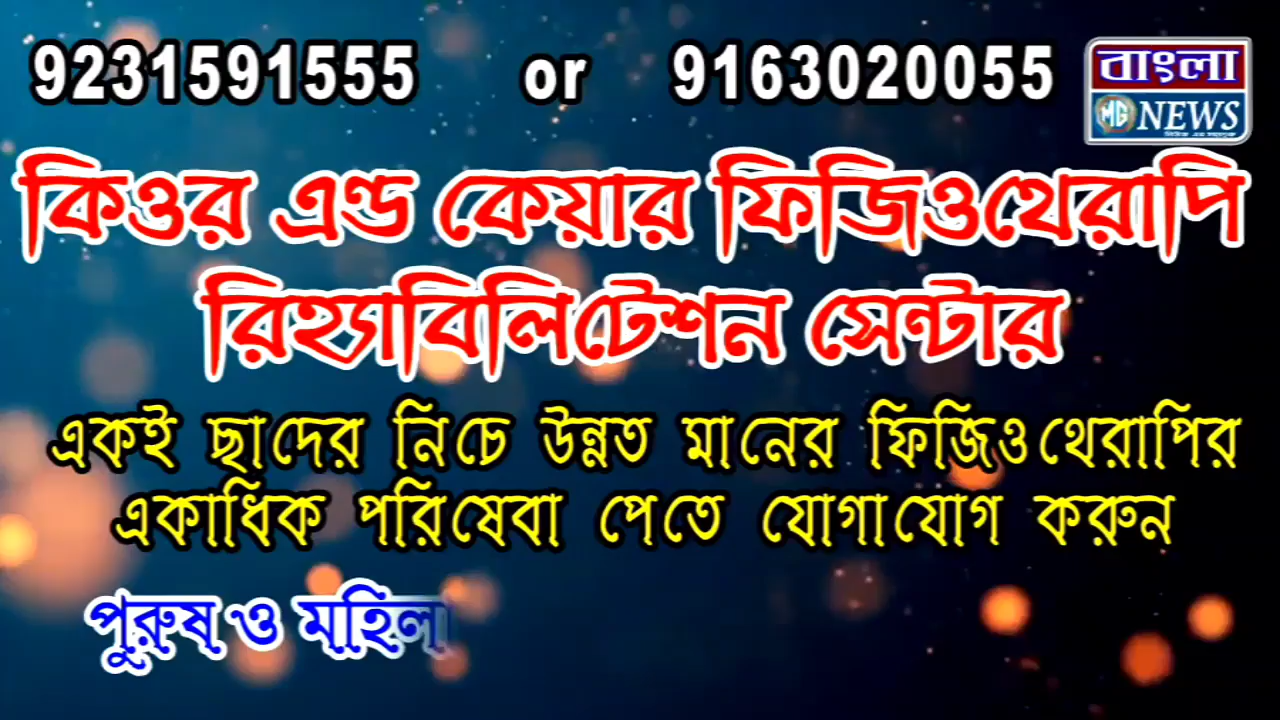 9231591555 or 9163020055
বাংলা
MG NEWS
কিওর এণ্ড কেয়ার ফিজিওথেরাপি
রিহ্যাবিলিটেশন সেন্টার
একই ছাদের নিচে উন্নত মানের ফিজিওথেরাপির
একাধিক পরিষেবা পেতে যোগাযোগ করুন
পুরুষ ও মহিলা